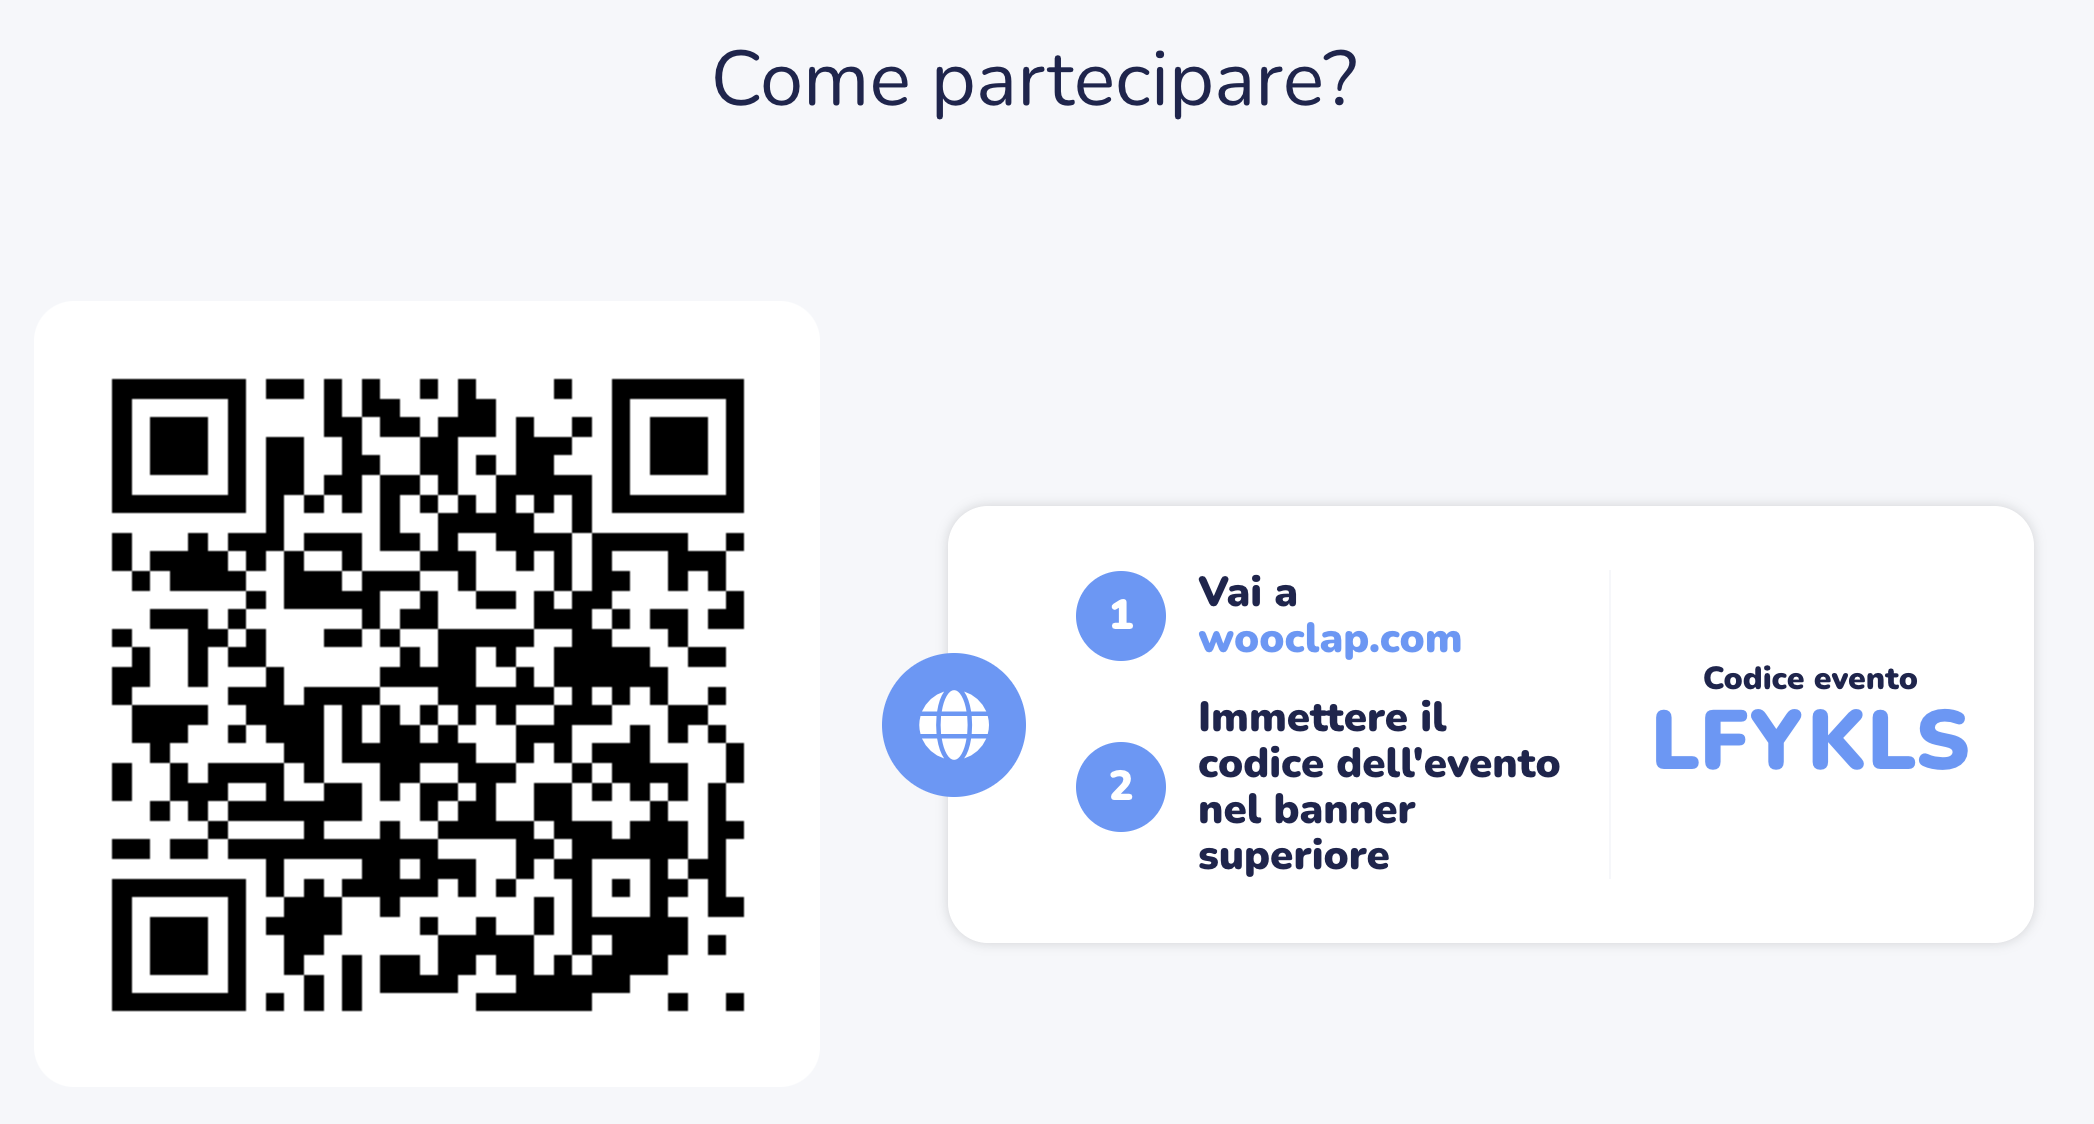 Come partecipare?
1
Vai a
wooclap.com
2
Immettere il
codice dell'evento
nel banner
superiore
Codice evento
LFYKLS